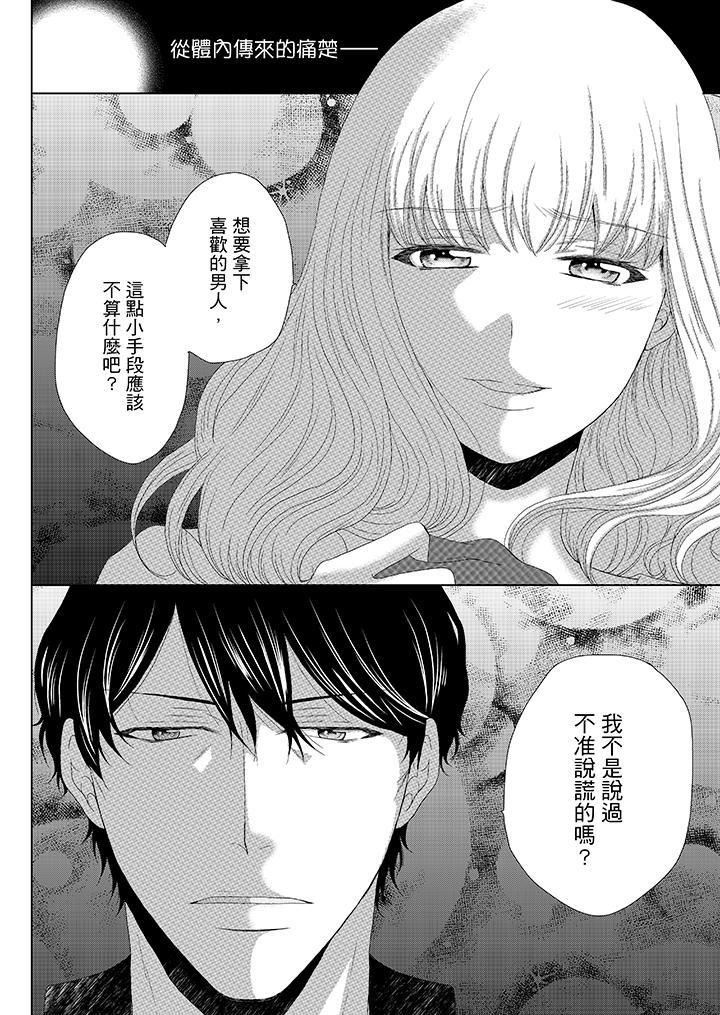 從體內傳來的痛楚——
想要拿下
喜歡的男人，
這點小手段應該
不算什麼吧？
我不是說過
不准說謊的嗎？